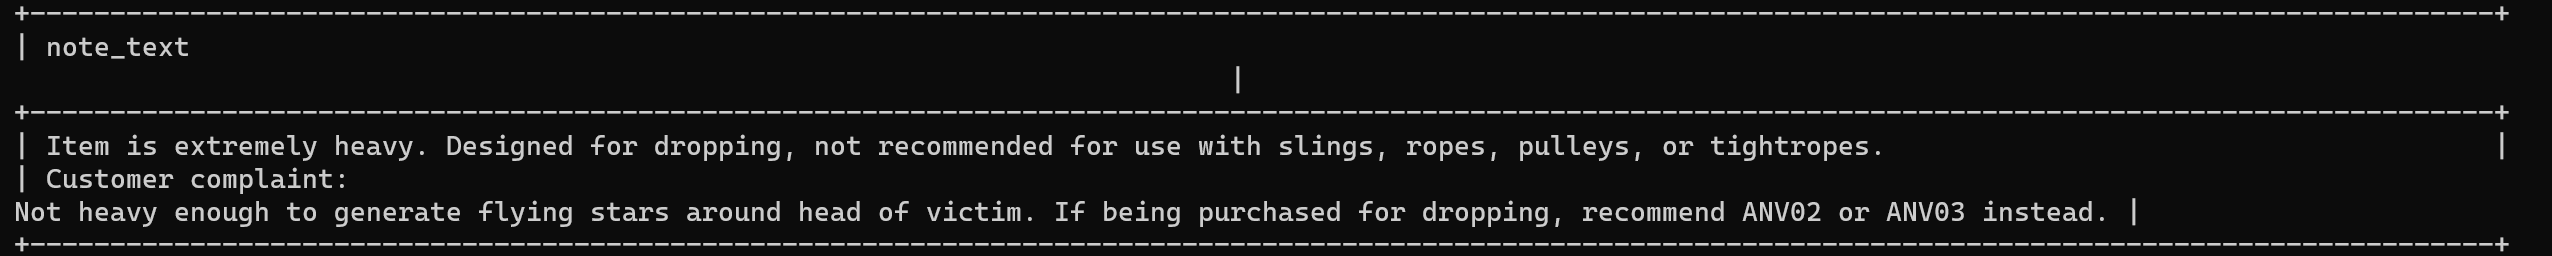 +----------------------------------------------------------------------------------------------------------------------------------------------------------+
| note_text
|
+----------------------------------------------------------------------------------------------------------------------------------------------------------+
| Item is extremely heavy. Designed for dropping, not recommended for use with slings, ropes, pulleys, or tightropes. |
| Customer complaint:
Not heavy enough to generate flying stars around head of victim. If being purchased for dropping, recommend ANV02 or ANV03 instead. |
+----------------------------------------------------------------------------------------------------------------------------------------------------------+